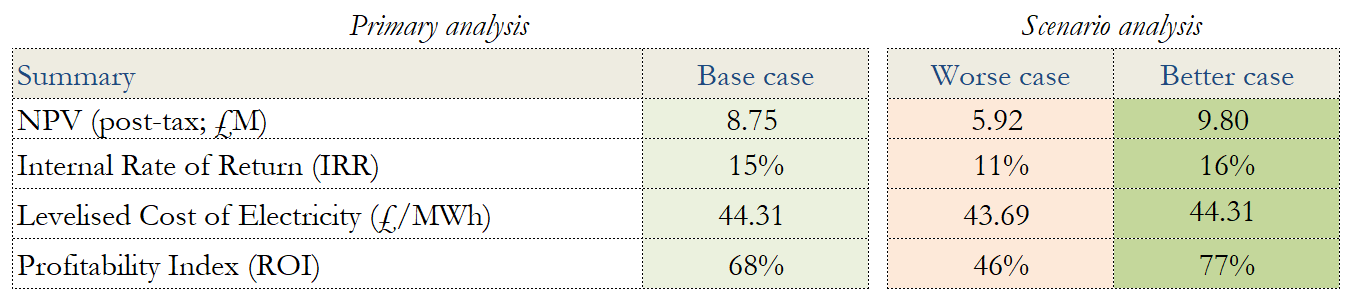 Primary analysis Scenario analysis
Summary Base case Worse case Better case
NPV (post-tax; £M) 8.75 5.92 9.80
Internal Rate of Return (IRR) 15% 11% 16%
Levelised Cost of Electricity (£/MWh) 44.31 43.69 44.31
Profitability Index (ROI) 68% 46% 77%